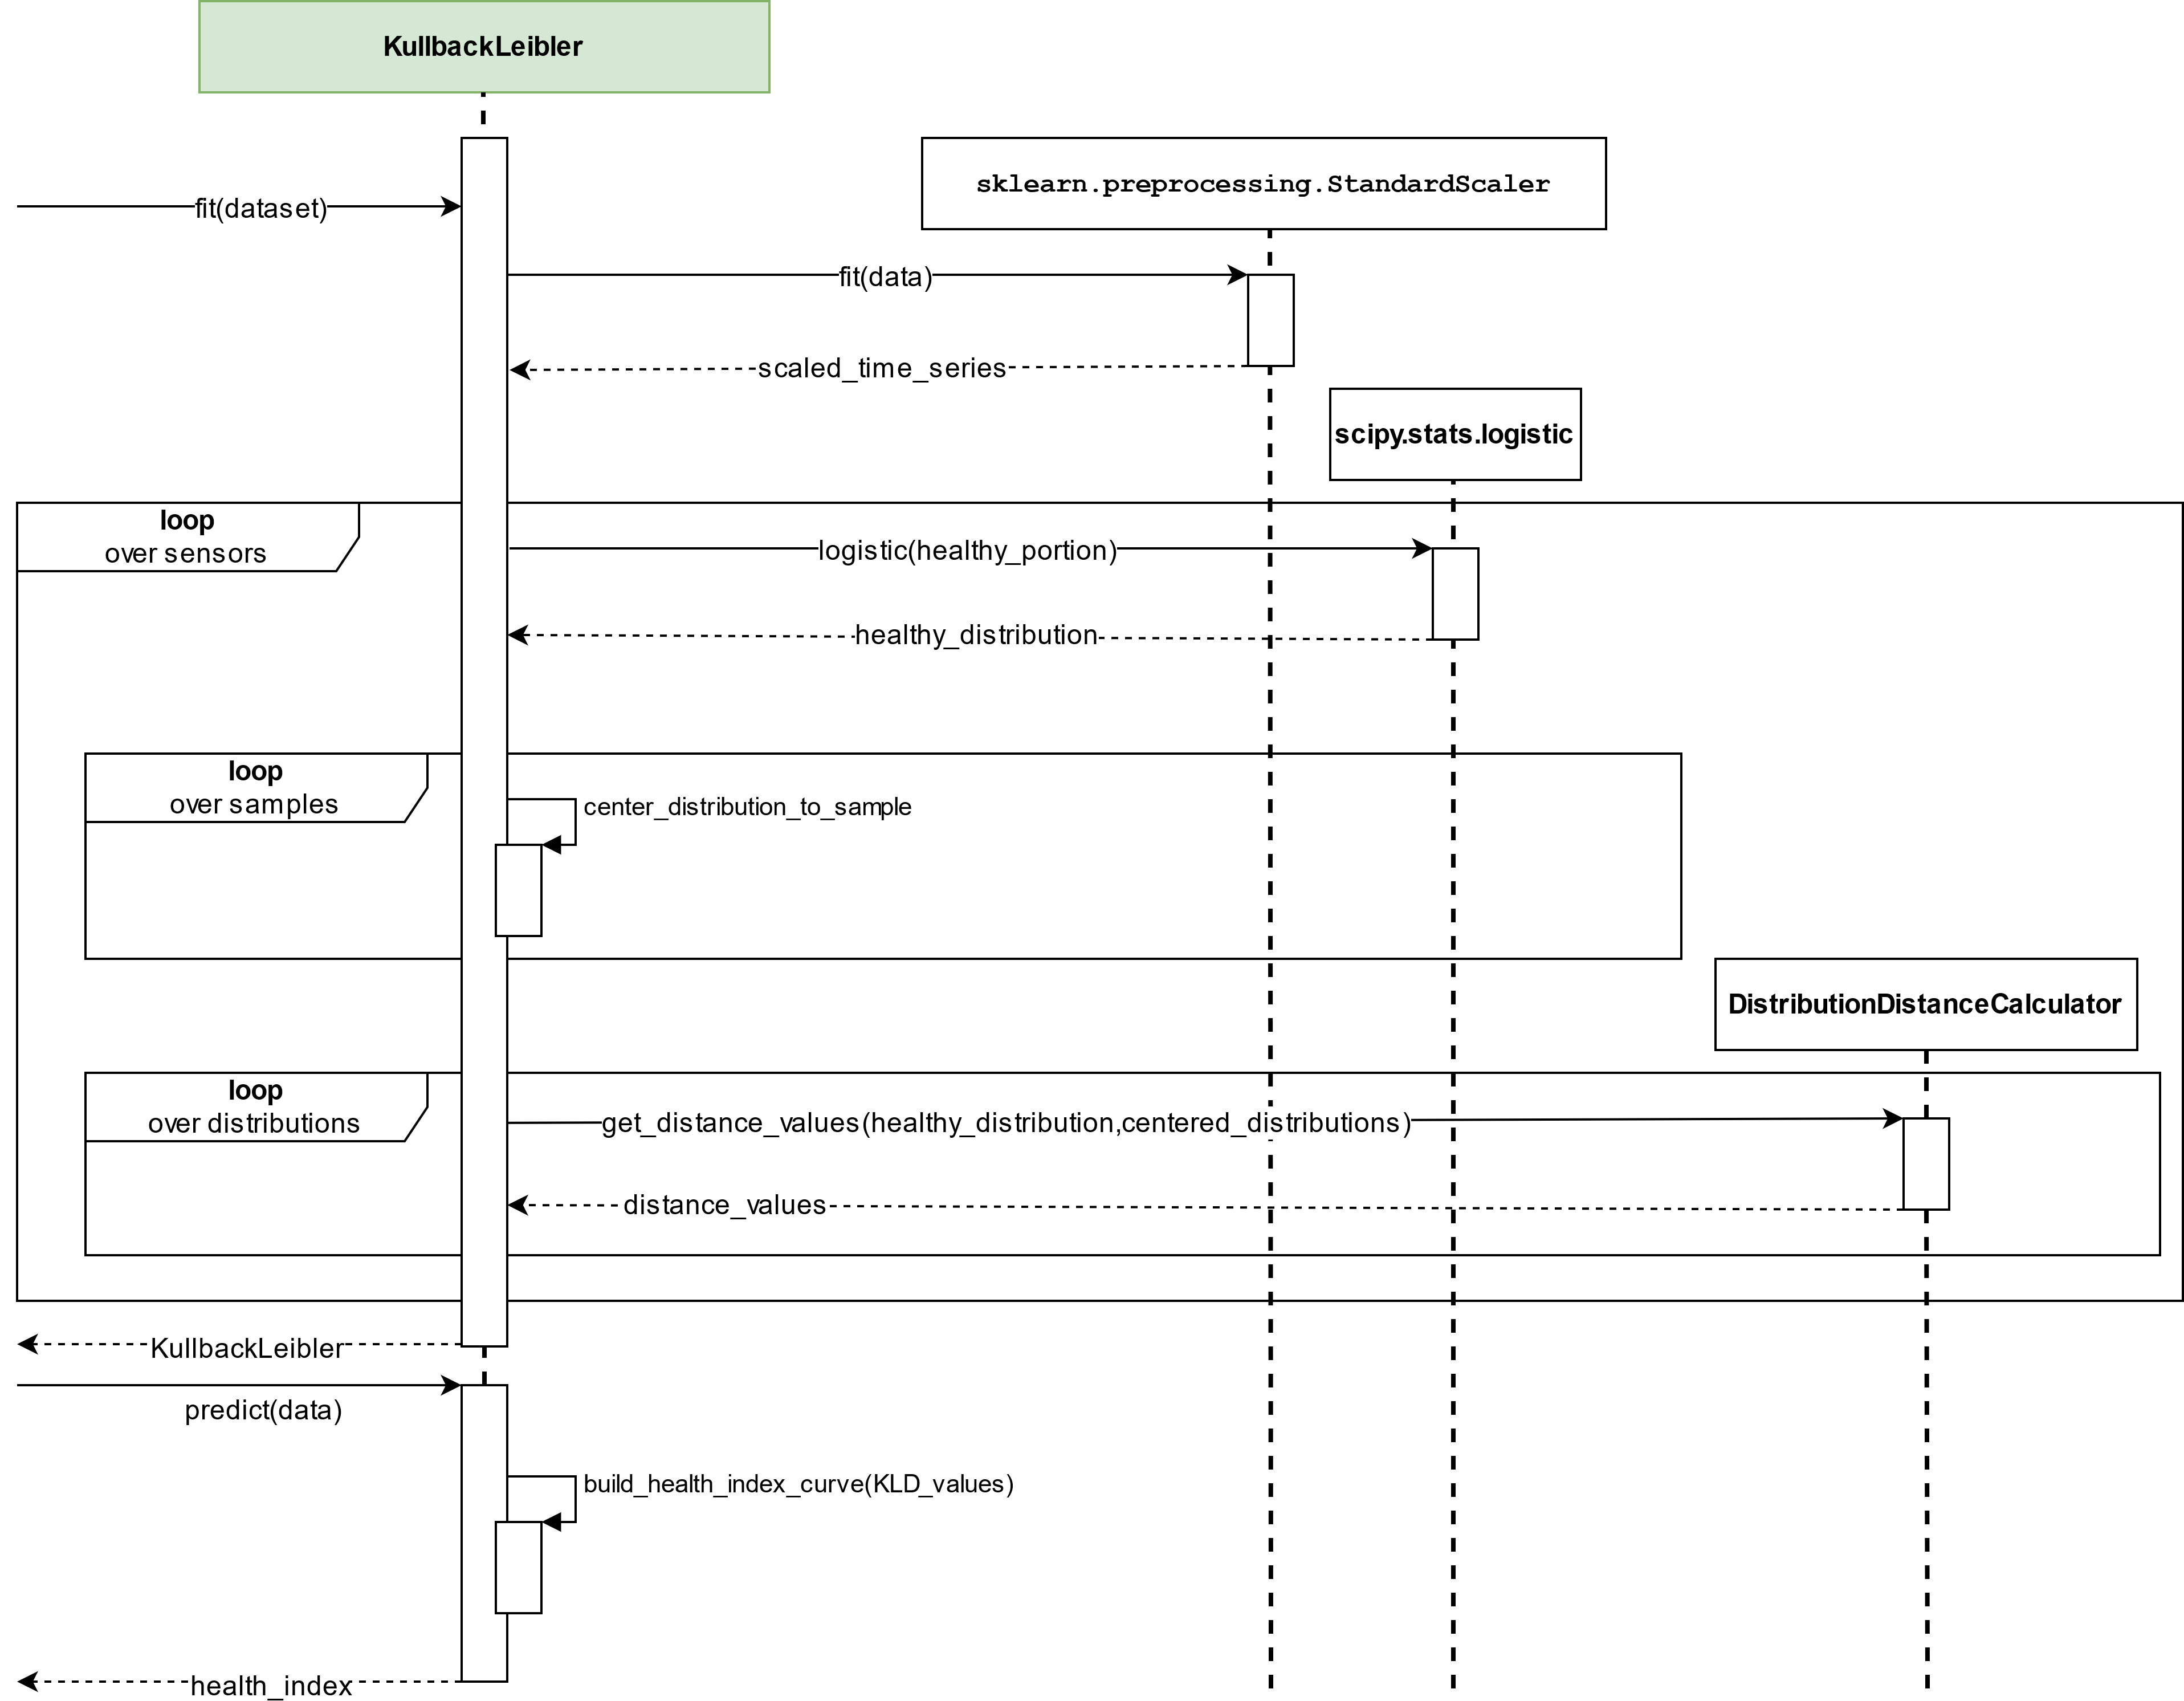 KullbackLeibler
sklearn.preprocessing.StandardScaler
fit(dataset)
fit(data)
scaled_time_series
scipy.stats.logistic
loop
over sensors
logistic(healthy_portion)
healthy_distribution
loop
over samples
center_distribution_to_sample
DistributionDistanceCalculator
loop
over distributions
get_distance_values(healthy_distribution,centered_distributions)
distance_values
KullbackLeibler
predict(data)
build_health_index_curve(KLD_values)
health_index